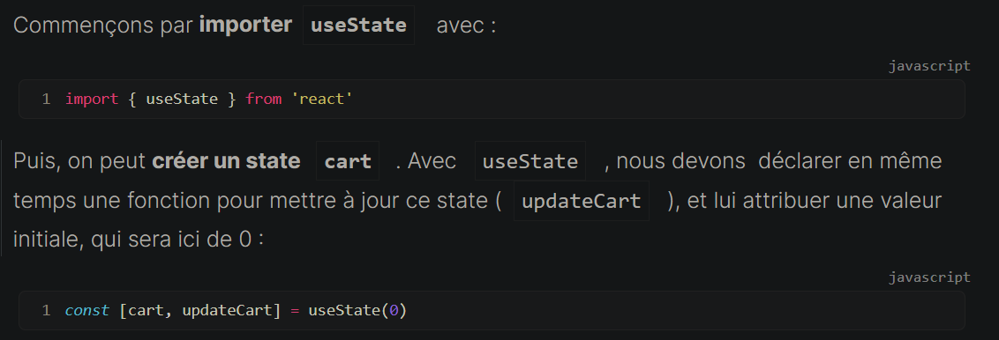 Commençons par importer useState avec :
javascript
1 import { useState } from 'react'
Puis, on peut créer un state cart . Avec useState , nous devons déclarer en même
temps une fonction pour mettre à jour ce state ( updateCart ), et lui attribuer une valeur
initiale, qui sera ici de 0 :
javascript
1 const [cart, updateCart] = useState(0)